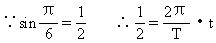 ∵sin π/6 = 1/2  ∴ 1/2 = 2π/T · t